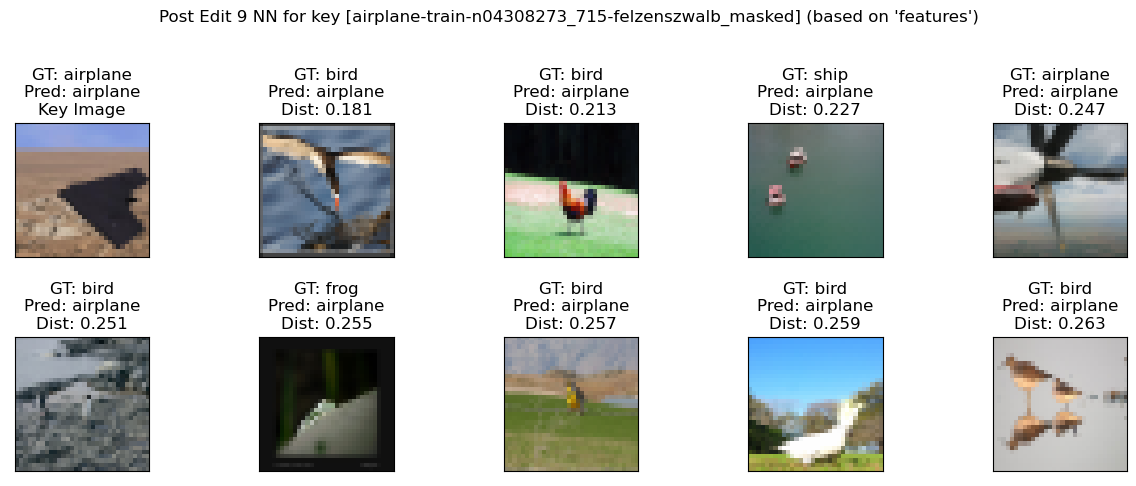 Post Edit 9 NN for key [airplane-train-n04308273_715-felzenszwalb_masked] (based on 'features')
GT: airplane
Pred: airplane
Key Image
GT: bird
Pred: airplane
Dist: 0.181
GT: bird
Pred: airplane
Dist: 0.213
GT: ship
Pred: airplane
Dist: 0.227
GT: airplane
Pred: airplane
Dist: 0.247
GT: bird
Pred: airplane
Dist: 0.251
GT: frog
Pred: airplane
Dist: 0.255
GT: bird
Pred: airplane
Dist: 0.257
GT: bird
Pred: airplane
Dist: 0.259
GT: bird
Pred: airplane
Dist: 0.263